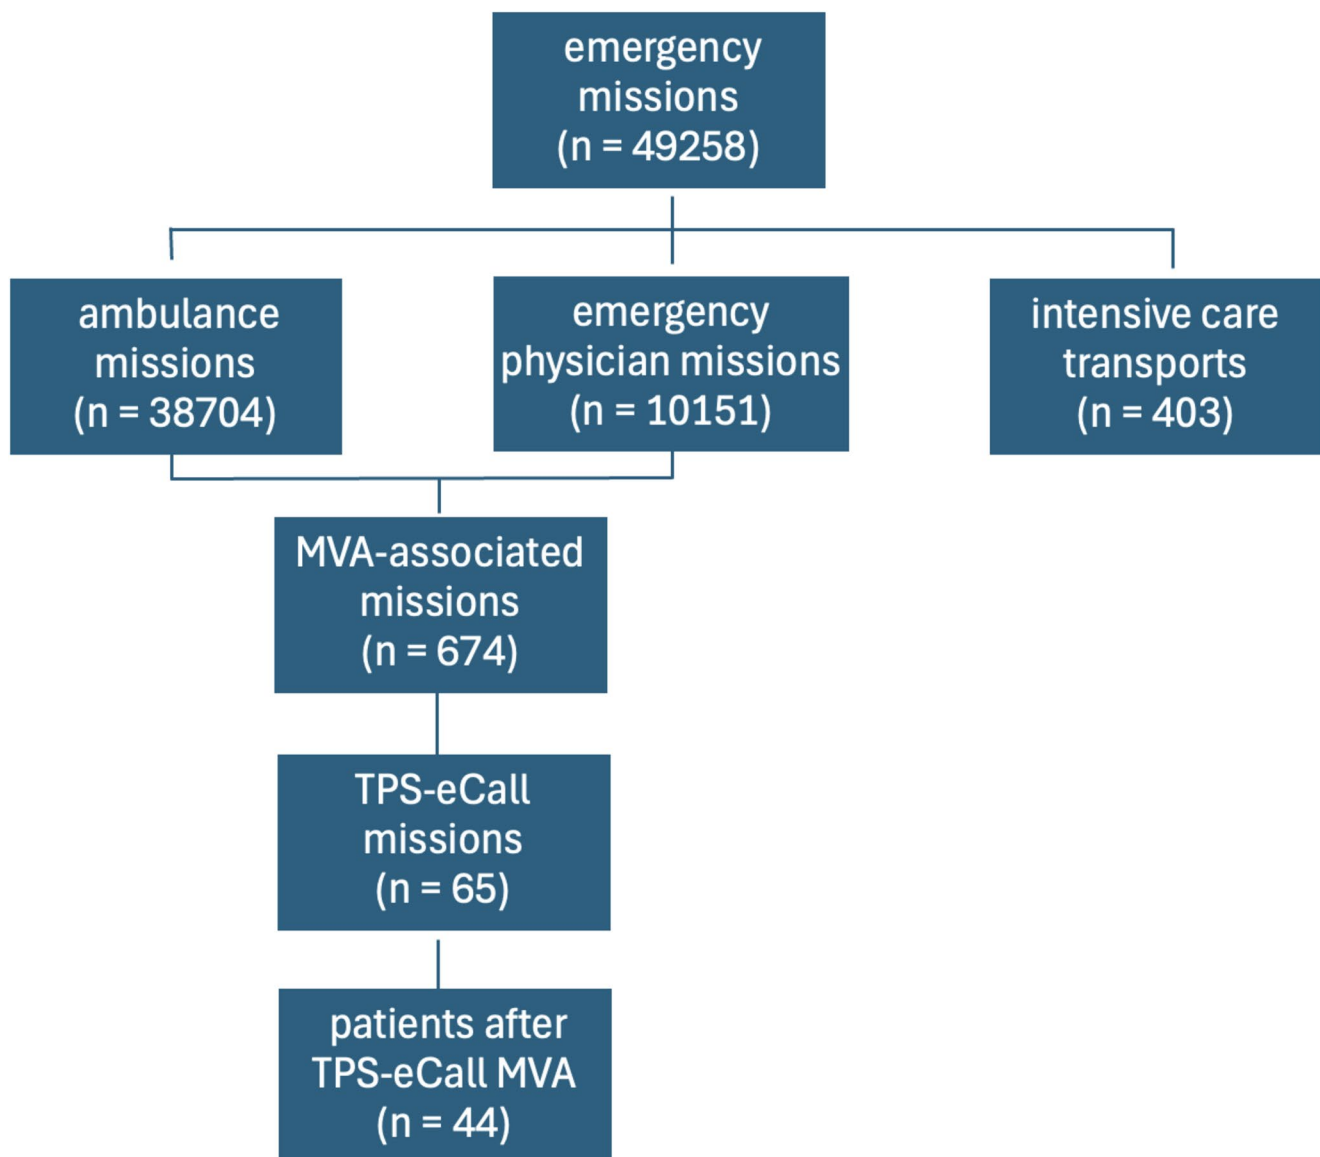 emergency
missions
(n = 49258)
ambulance
missions
(n = 38704)
emergency
physician missions
(n = 10151)
intensive care
transports
(n = 403)
MVA-associated
missions
(n = 674)
TPS-eCall
missions
(n = 65)
patients after
TPS-eCall MVA
(n = 44)